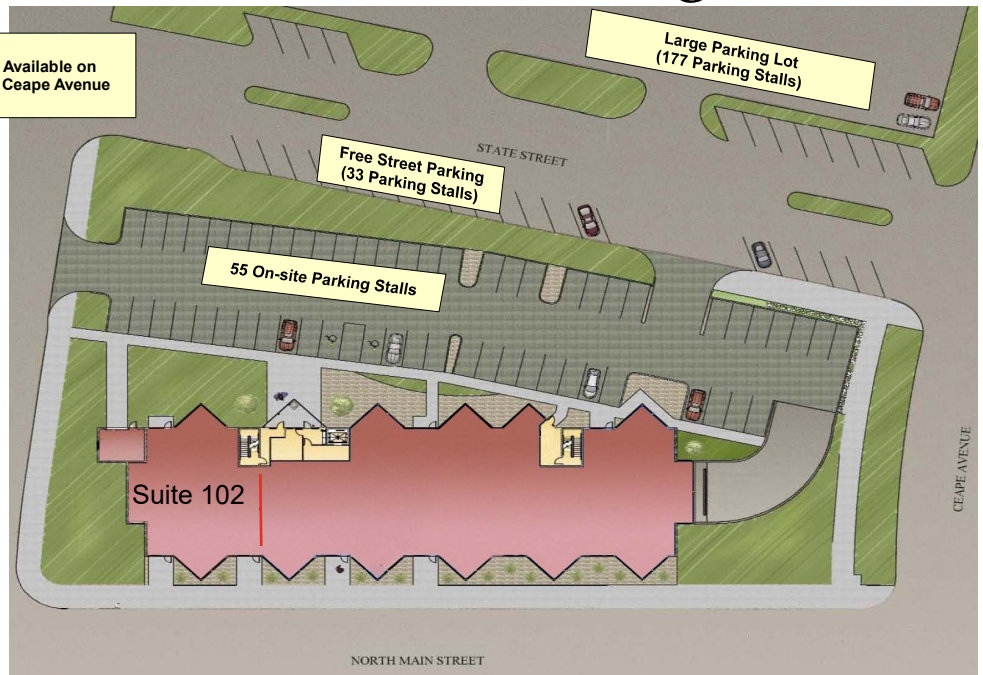 Available on
Ceape Avenue
Large Parking Lot
(177 Parking Stalls)
STATE STREET
Free Street Parking
(33 Parking Stalls)
55 On-site Parking Stalls
Suite 102
CEAPE AVENUE
NORTH MAIN STREET